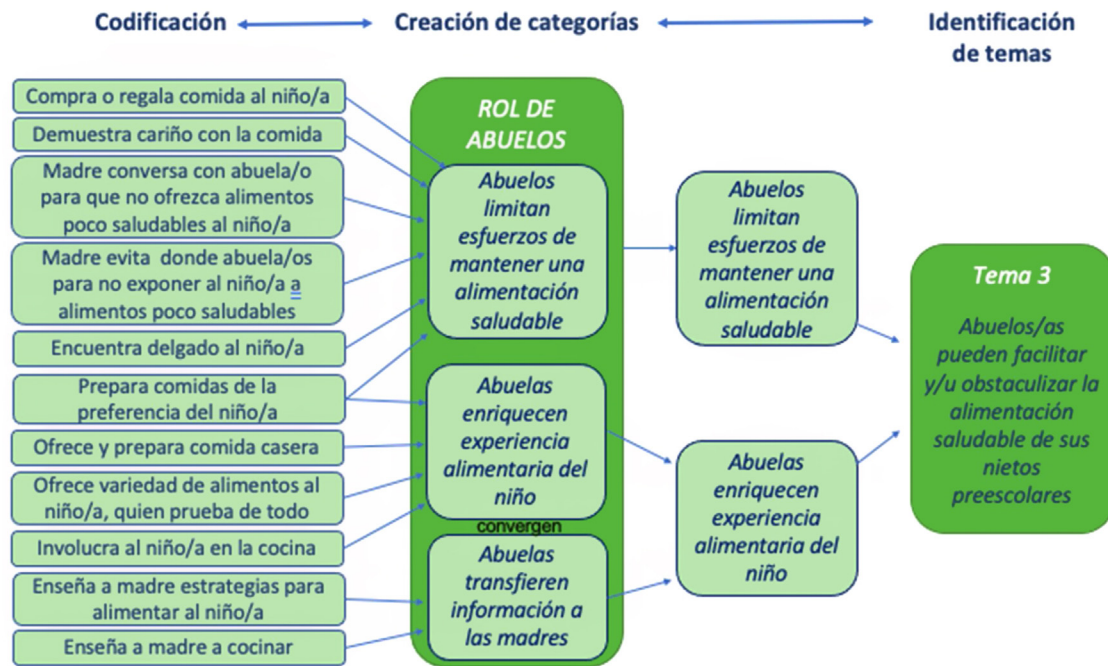 Codificación
Creación de categorías
Identificación
de temas
Compra o regala comida al niño/a
Demuestra cariño con la comida
Madre conversa con abuela/o
para que no ofrezca alimentos
poco saludables al niño/a
Madre evita donde abuela/os
para no exponer al niño/a a
alimentos poco saludables
Encuentra delgado al niño/a
Prepara comidas de la
preferencia del niño/a
Ofrece y prepara comida casera
Ofrece variedad de alimentos al
niño/a, quien prueba de todo
Involucra al niño/a en la cocina
Enseña a madre estrategias para
alimentar al niño/a
Enseña a madre a cocinar
ROL DE
ABUELOS
Abuelos
limitan
esfuerzos de
mantener una
alimentación
saludable
Abuelas
enriquecen
experiencia
alimentaria del
niño
convergen
Abuelas
transfieren
información a
las madres
Abuelos
limitan
esfuerzos de
mantener una
alimentación
saludable
Abuelas
enriquecen
experiencia
alimentaria del
niño
Tema 3
Abuelos/as
pueden facilitar
y/u obstaculizar la
alimentación
saludable de sus
nietos
preescolares